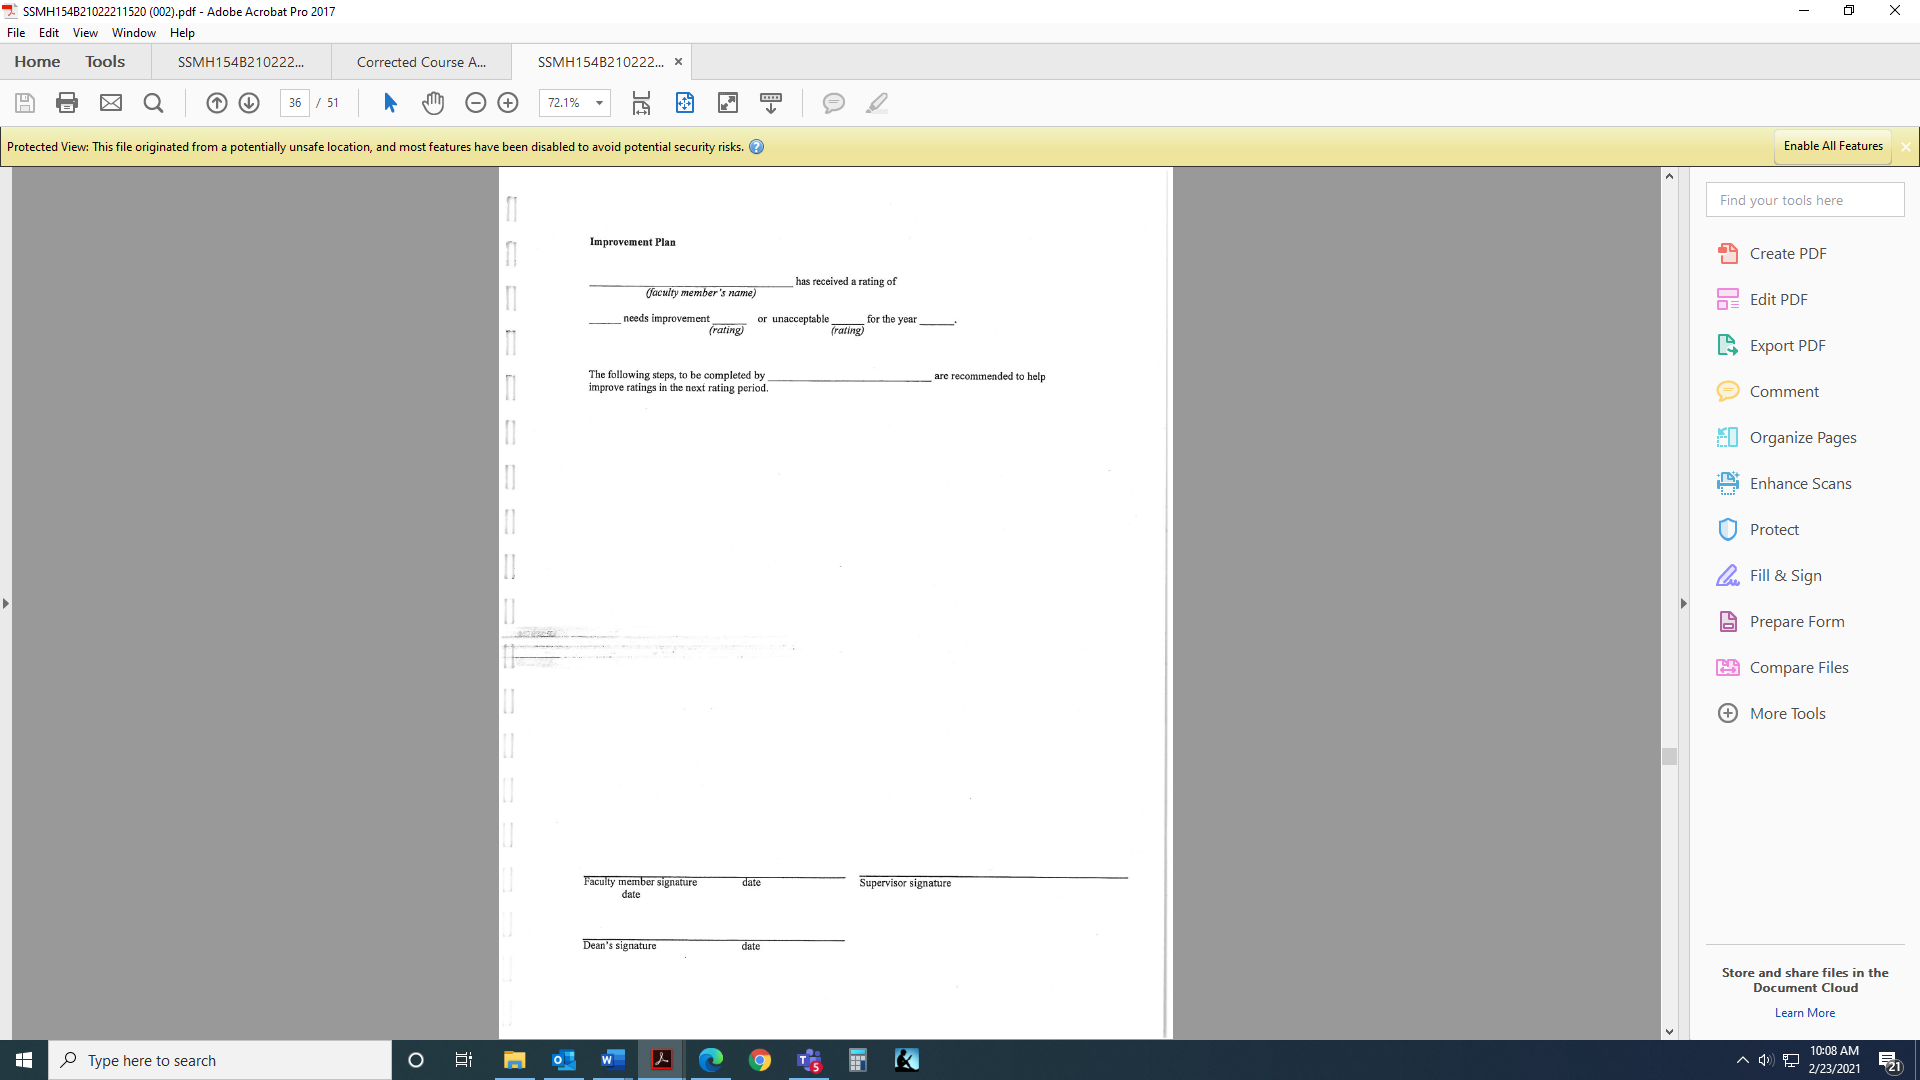 SSMH154B21022211520 (002).pdf - Adobe Acrobat Pro 2017
File Edit View Window Help
Home Tools SSMH154B210222... Corrected Course A... SSMH154B210222...
36 / 51 72.1%
Protected View: This file originated from a potentially unsafe location, and most features have been disabled to avoid potential security risks. Enable All Features
Improvement Plan
____________________ has received a rating of
(faculty member's name)
______ needs improvement ______ or unacceptable ______ for the year ______.
(rating) (rating)
The following steps, to be completed by ____________________ are recommended to help
improve ratings in the next rating period.
Faculty member signature date Supervisor signature
date
Dean's signature date
Find your tools here
Create PDF
Edit PDF
Export PDF
Comment
Organize Pages
Enhance Scans
Protect
Fill & Sign
Prepare Form
Compare Files
More Tools
Store and share files in the
Document Cloud
Learn More
Type here to search
5
10:08 AM
2/23/2021
21